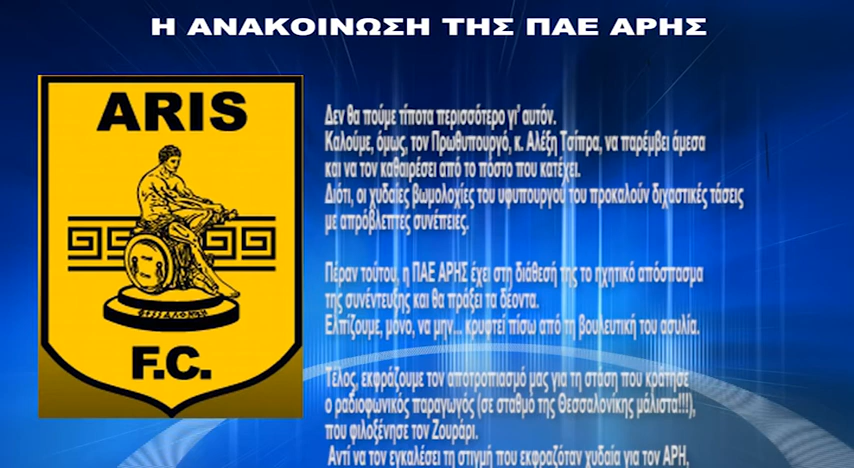 Η ΑΝΑΚΟΙΝΩΣΗ ΤΗΣ ΠΑΕ ΑΡΗΣ
ARIS
ΘΕΣΣΑΛΟΝΙΚΗ
F.C.
Δεν θα πούμε τίποτα περισσότερο γι' αυτόν.
Καλούμε, όμως, τον Πρωθυπουργό, κ. Αλέξη Τσίπρα, να παρέμβει άμεσα
και να τον καθαιρέσει από το πόστο που κατέχει.
Διότι, οι χυδαίες βωμολοχίες του υφυπουργού του προκαλούν διχαστικές τάσεις
με απρόβλεπτες συνέπειες.
Πέραν τούτου, η ΠΑΕ ΑΡΗΣ έχει στη διάθεσή της το ηχητικό απόσπασμα
της συνέντευξης και θα πράξει τα δέοντα.
Ελπίζουμε, μόνο, να μην... κρυφτεί πίσω από τη βουλευτική του ασυλία.
Τέλος, εκφράζουμε τον αποτροπιασμό μας για τη στάση που κράτησε
ο ραδιοφωνικός παραγωγός (σε σταθμό της Θεσσαλονίκης μάλιστα!!!),
που φιλοξένησε τον Ζουράρι.
Αντί να τον εγκαλέσει τη στιγμή που εκφραζόταν χυδαία για τον ΑΡΗ,